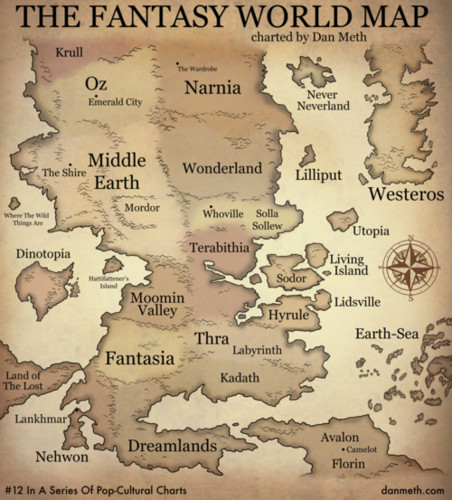 THE FANTASY WORLD MAP
charted by Dan Meth
Krull
Oz
Emerald City
The Wardrobe
Narnia
Never
Neverland
Middle
Earth
The Shire
Wonderland
Lilliput
Westeros
Mordor
Where The Wild
Things Are
Whoville
Solla
Sollew
Utopia
Terabithia
Dinotopia
Hattifattener's
Island
Living
Island
Sodor
N
E
S
W
Moomin
Valley
Hyrule
Lidsville
Thra
Labyrinth
Earth-Sea
Fantasia
Kadath
Land of
The Lost
Lankhmar
Nehwon
Dreamlands
Avalon
Camelot
Florin
#12 In A Series Of Pop-Cultural Charts
danmeth.com